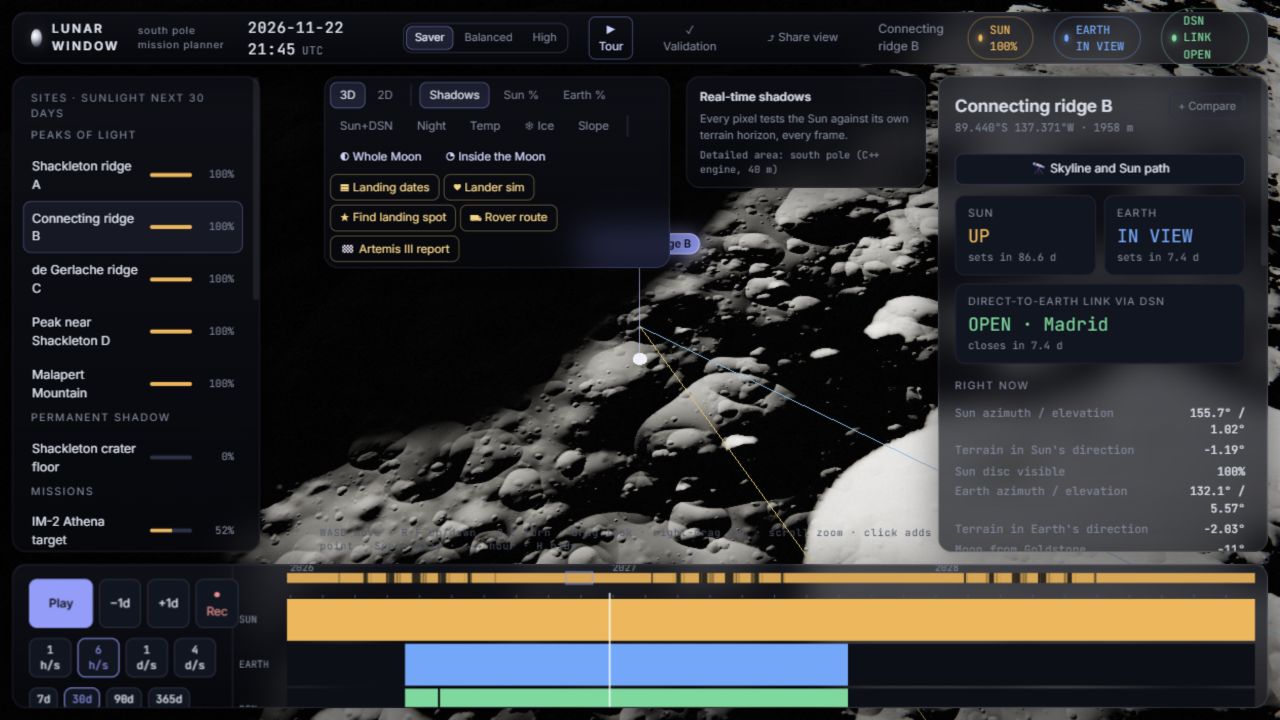 LUNAR
WINDOW
south pole
mission planner
2026-11-22
21:45 UTC
Saver
Balanced
High
▶
Tour
✓
Validation
⤴ Share view
Connecting
ridge B
SUN
100%
EARTH
IN VIEW
DSN
LINK
OPEN
SITES · SUNLIGHT NEXT 30
DAYS
PEAKS OF LIGHT
Shackleton ridge
A
100%
Connecting ridge
B
100%
de Gerlache ridge
C
100%
Peak near
Shackleton D
100%
Malapert
Mountain
100%
PERMANENT SHADOW
Shackleton crater
floor
0%
MISSIONS
IM-2 Athena
target
52%
3D
2D
Shadows
Sun %
Earth %
Sun+DSN
Night
Temp
❄ Ice
Slope
◐ Whole Moon
◔ Inside the Moon
Landing dates
♥ Lander sim
★ Find landing spot
Rover route
Artemis III report
ge B
Real-time shadows
Every pixel tests the Sun against its own
terrain horizon, every frame.
Detailed area: south pole (C++
engine, 40 m)
Connecting ridge B
+ Compare
89.440°S 137.371°W · 1958 m
🔭 Skyline and Sun path
SUN
UP
sets in 86.6 d
EARTH
IN VIEW
sets in 7.4 d
DIRECT-TO-EARTH LINK VIA DSN
OPEN · Madrid
closes in 7.4 d
RIGHT NOW
Sun azimuth / elevation
155.7° /
1.02°
Terrain in Sun's direction
-1.19°
Sun disc visible
100%
Earth azimuth / elevation
132.1° /
5.57°
Terrain in Earth's direction
-2.03°
Moon from Goldstone
-11°
zoom · click adds
point
Play
−1d
+1d
Rec
1
h/s
6
h/s
1
d/s
4
d/s
7d
30d
90d
365d
2026
2027
2028
SUN
EARTH